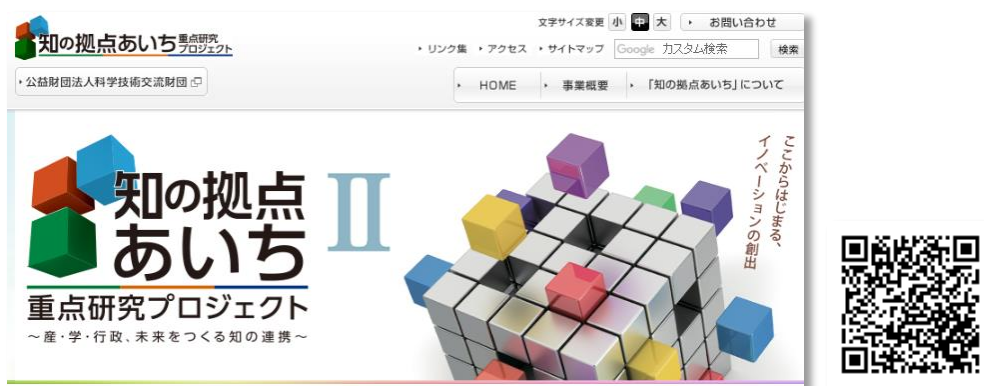 文字サイズ変更 小 中 大 お問い合わせ
知の拠点あいち 重点研究プロジェクト
リンク集 アクセス サイトマップ Google カスタム検索 検索
公益財団法人科学技術交流財団
HOME 事業概要 「知の拠点あいち」について
知の拠点
あいち
II
重点研究プロジェクト
～産・学・行政、未来をつくる知の連携～
ここからはじまる、
イノベーションの創出